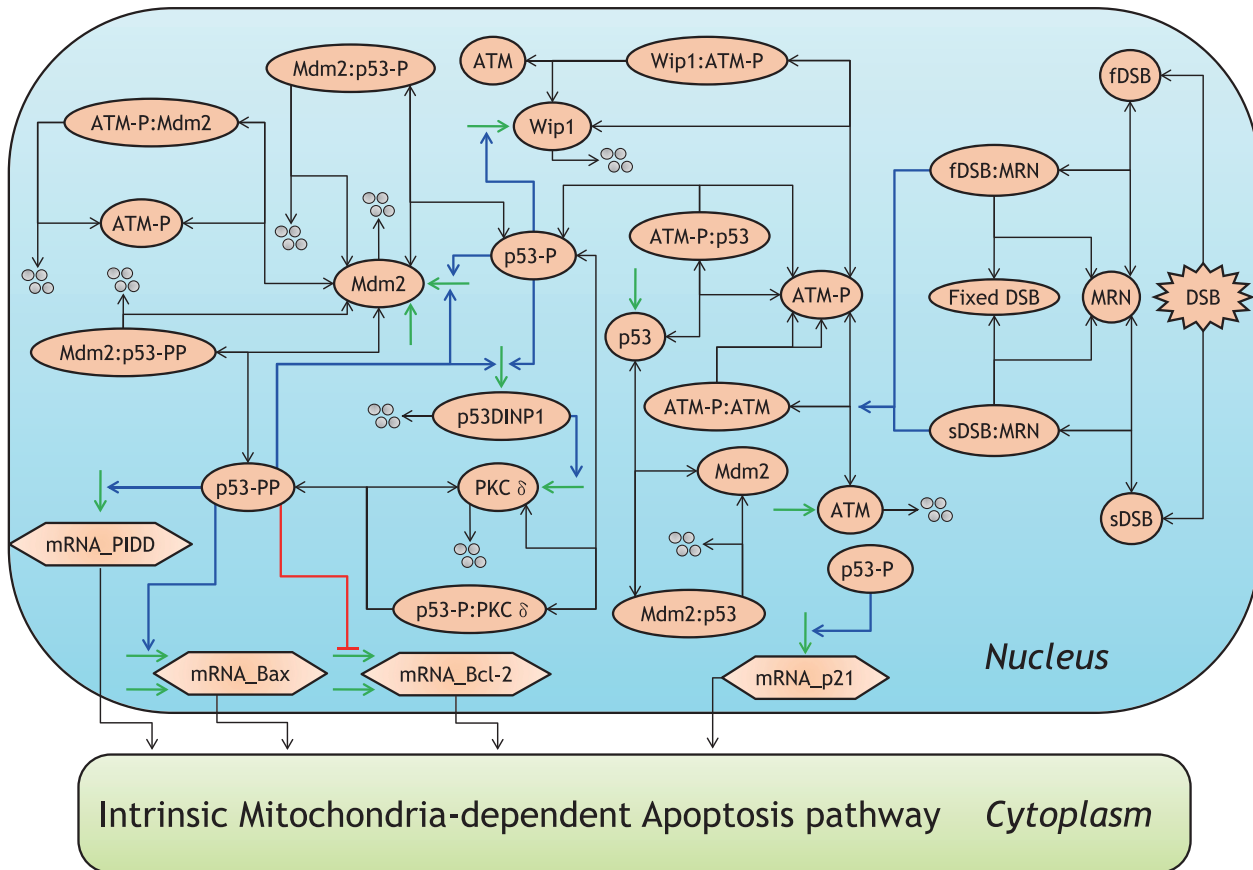 ATM
Wip1:ATM-P
fDSB
Mdm2:p53-P
ATM-P:Mdm2
Wip1
fDSB:MRN
ATM-P
p53-P
ATM-P:p53
Mdm2
ATM-P
Fixed DSB
MRN
DSB
p53
Mdm2:p53-PP
ATM-P:ATM
p53DINP1
sDSB:MRN
Mdm2
p53-PP
PKC δ
ATM
sDSB
mRNA_PIDD
p53-P
p53-P:PKC δ
Mdm2:p53
Nucleus
mRNA_Bax
mRNA_Bcl-2
mRNA_p21
Intrinsic Mitochondria-dependent Apoptosis pathway Cytoplasm